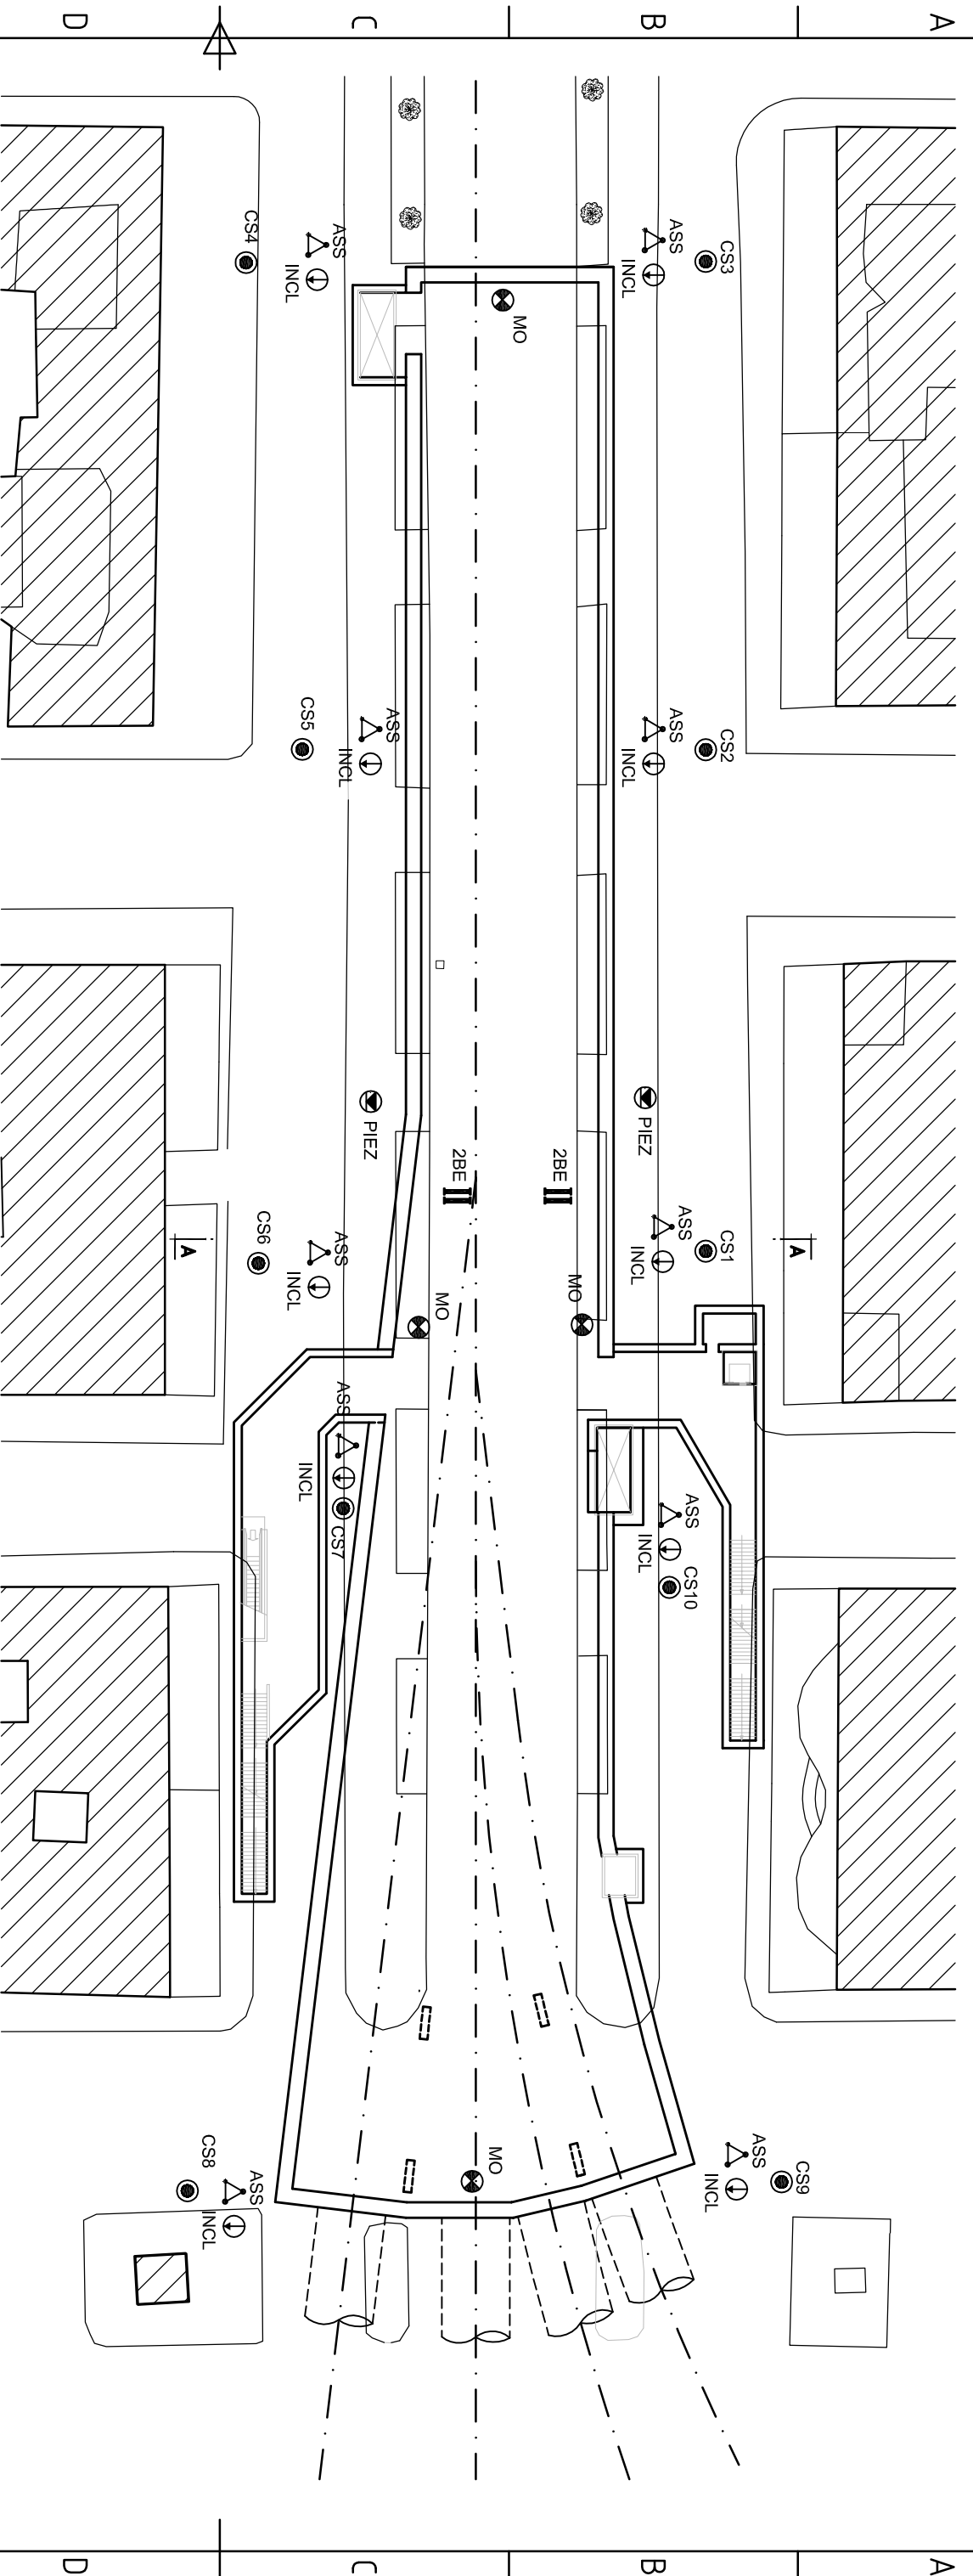 D
C
B
A
CS4
ASS
INCL
ASS
INCL
CS3
MO
CS5
ASS
INCL
ASS
INCL
CS2
PIEZ
PIEZ
2BE
2BE
A
CS6
ASS
INCL
ASS
INCL
CS1
A
MO
MO
ASS
INCL
CS7
ASS
INCL
CS10
CS8
ASS
INCL
MO
ASS
INCL
CS9
D
C
B
A